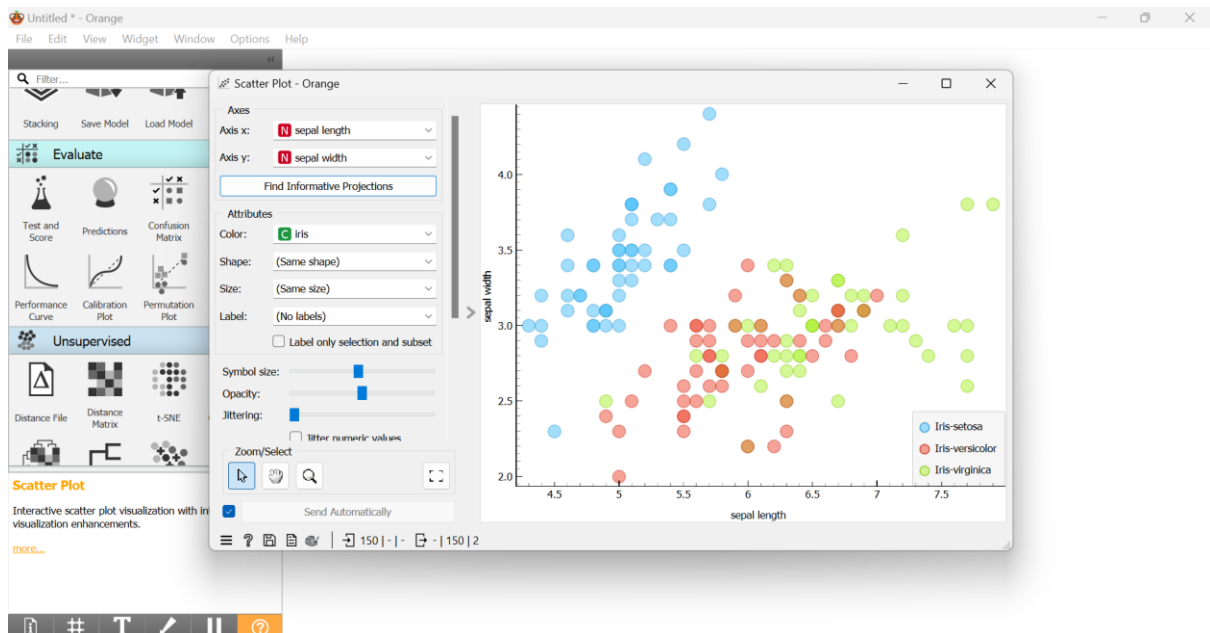 Untitled * - Orange
File Edit View Widget Window Options Help
Filter...
Stacking Save Model Load Model
Evaluate
Test and Score Predictions Confusion Matrix
Performance Curve Calibration Plot Permutation Plot
Unsupervised
Distance File Distance Matrix t-SNE
Scatter Plot
Interactive scatter plot visualization with in
visualization enhancements.
more...
Scatter Plot - Orange
Axes
Axis x: N sepal length
Axis y: N sepal width
Find Informative Projections
Attributes
Color: C iris
Shape: (Same shape)
Size: (Same size)
Label: (No labels)
Label only selection and subset
Symbol size:
Opacity:
Jittering:
Jitter numeric values
Zoom/Select
Send Automatically
150 | - | - - | 150 | 2
sepal width
4.0
3.5
3.0
2.5
2.0
4.5 5 5.5 6 6.5 7 7.5
sepal length
Iris-setosa
Iris-versicolor
Iris-virginica